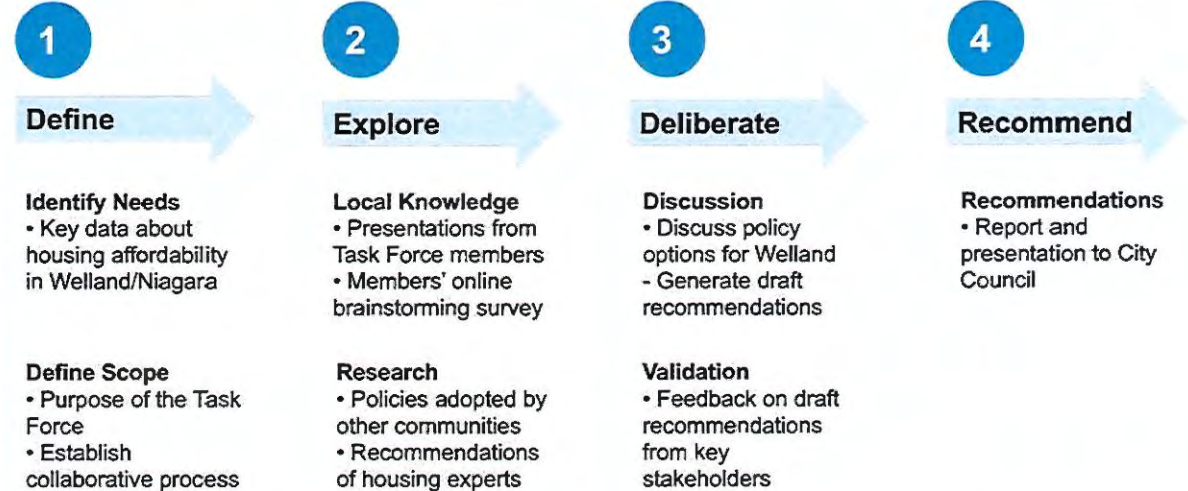 1
Define
Identify Needs
• Key data about
housing affordability
in Welland/Niagara
Define Scope
• Purpose of the Task
Force
• Establish
collaborative process
2
Explore
Local Knowledge
• Presentations from
Task Force members
• Members' online
brainstorming survey
Research
• Policies adopted by
other communities
• Recommendations
of housing experts
3
Deliberate
Discussion
• Discuss policy
options for Welland
- Generate draft
recommendations
Validation
• Feedback on draft
recommendations
from key
stakeholders
4
Recommend
Recommendations
• Report and
presentation to City
Council